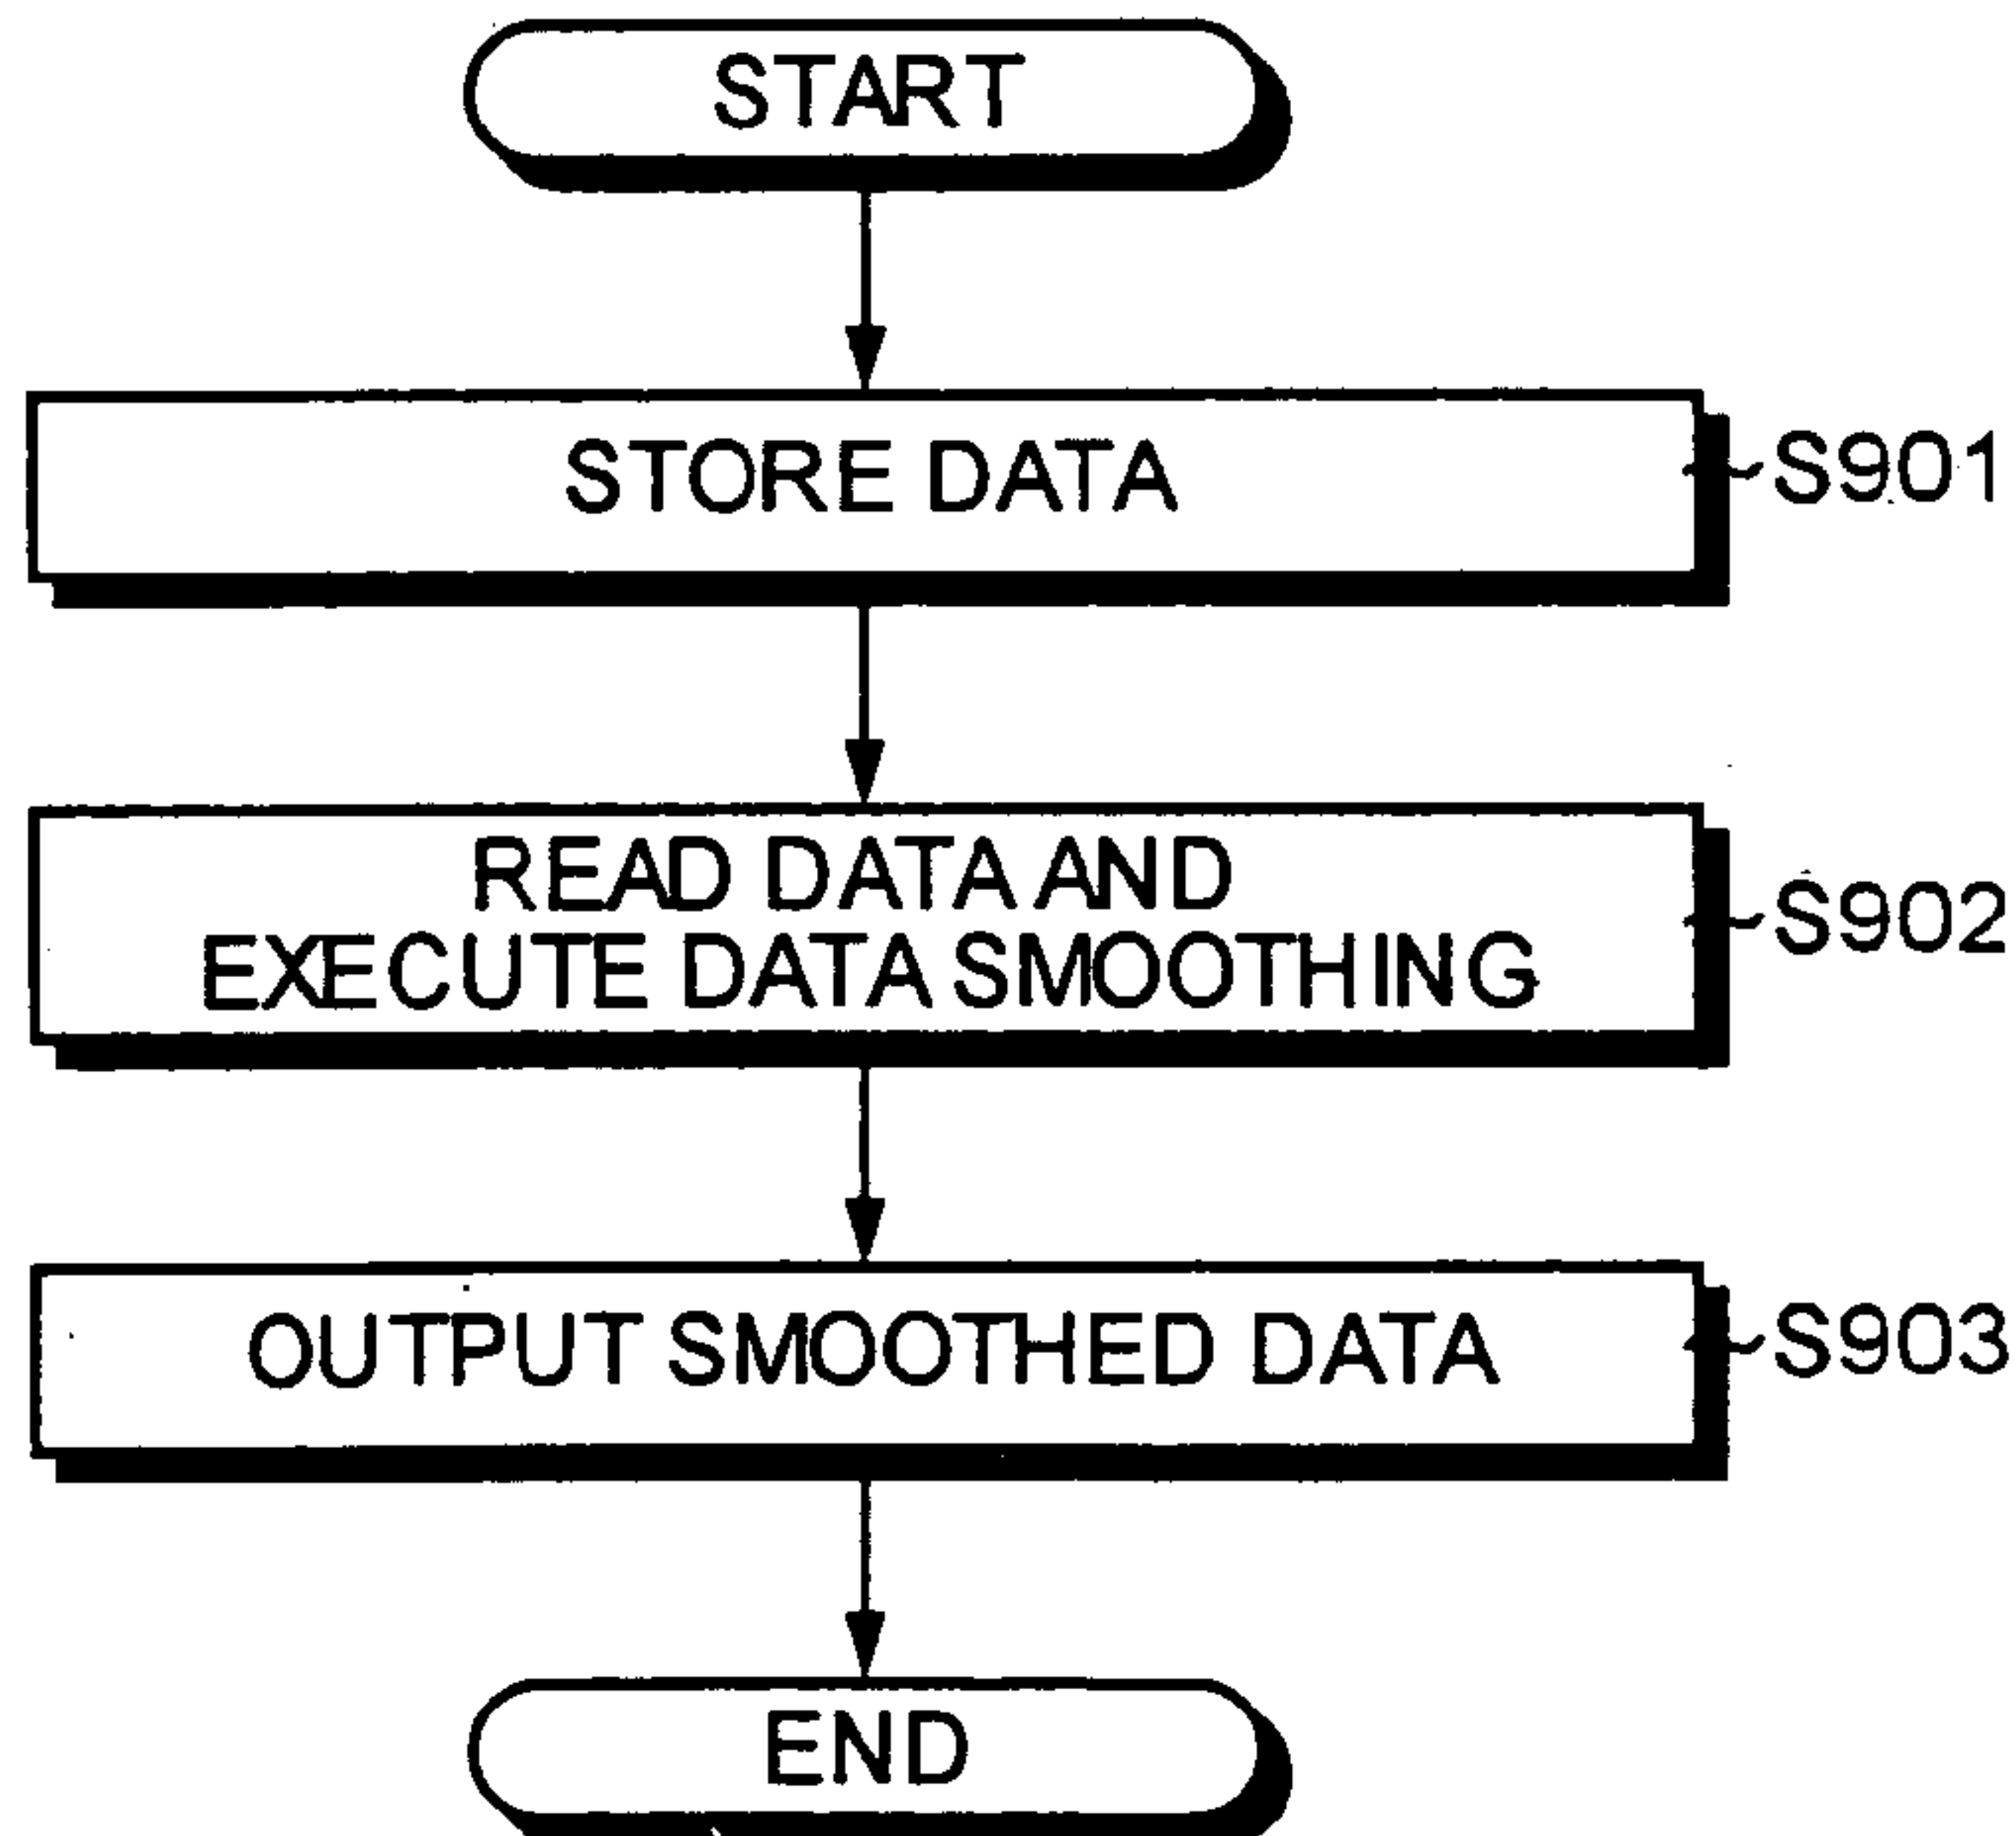 START
STORE DATA
S901
READ DATA AND
EXECUTE DATA SMOOTHING
S902
OUTPUT SMOOTHED DATA
S903
END